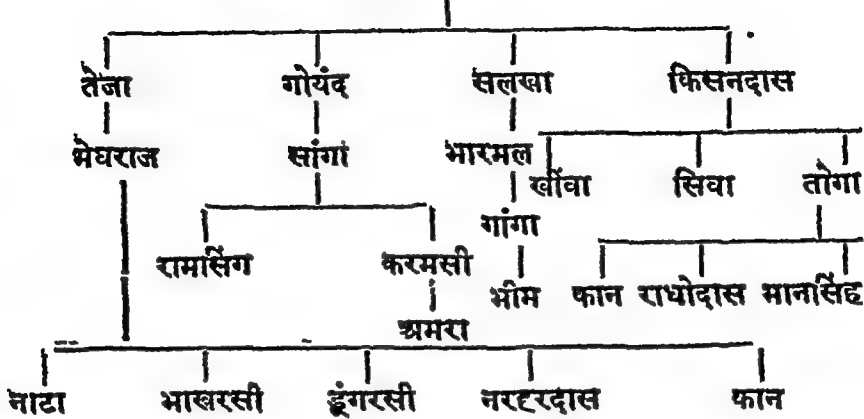 तेजा गोयंद सलखा किसनदास
मेघराज सांगा भारमल
खींवा सिवा तोगा
गांगा
रामसिंग करमसी
भीम कान राघोदास मानसिंह
अमरा
नाटा भाखरसी डूंगरसी नरहरदास कान